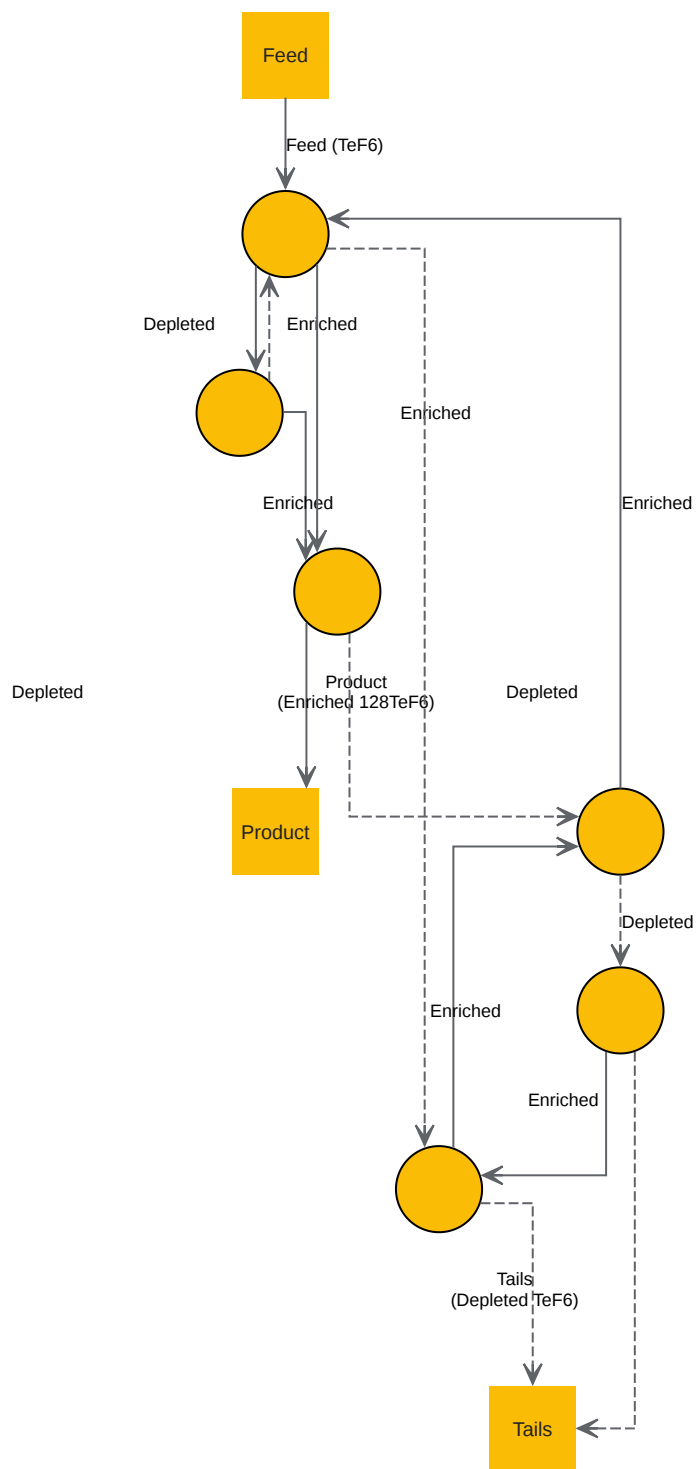 Feed
Feed (TeF6)
Depleted
Enriched
Enriched
Enriched
Enriched
Depleted
Product
(Enriched 128TeF6)
Depleted
Product
Depleted
Enriched
Enriched
Tails
(Depleted TeF6)
Tails